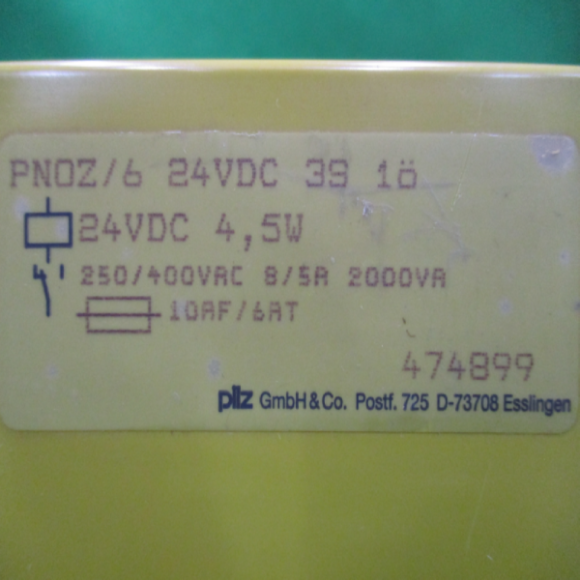 PNOZ/6 24VDC 3S 1ö
24VDC 4,5W
250/400VAC 8/5A 2000VA
10AF/6AT
474899
pilz GmbH & Co. Postf. 725 D-73708 Esslingen